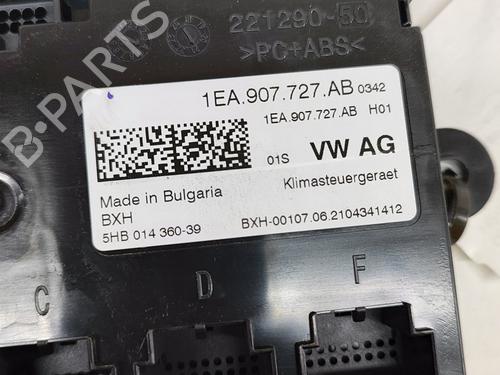 221290-50
>PC+ABS<
1EA.907.727.AB 0342
1EA.907.727.AB H01
01S VW AG
Made in Bulgaria Klimasteuergeraet
BXH
5HB 014 360-39 BXH-00107.06.2104341412
C D F